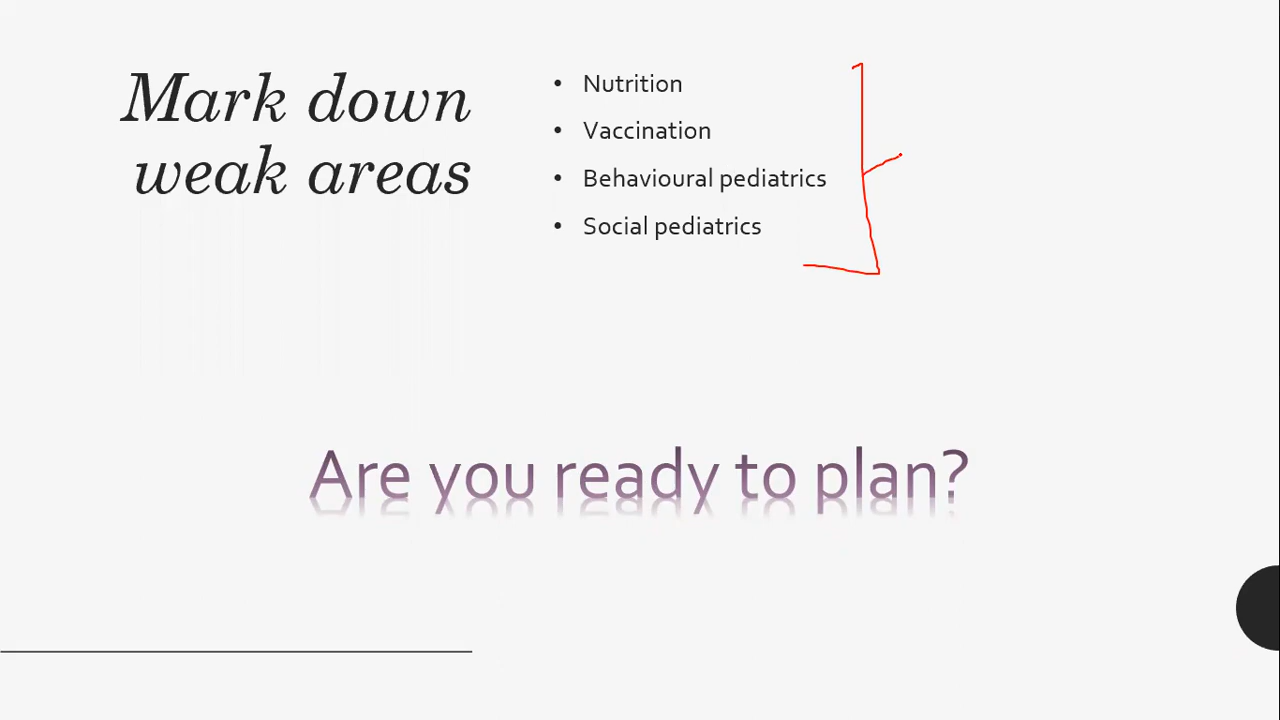 Mark down
weak areas
• Nutrition
• Vaccination
• Behavioural pediatrics
• Social pediatrics
Are you ready to plan?